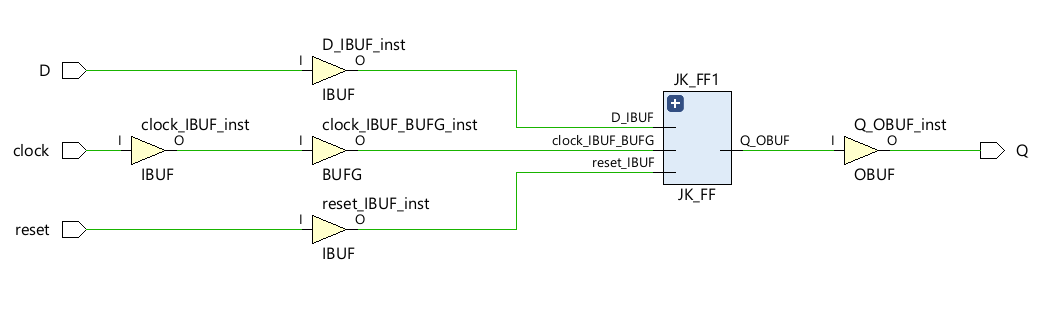 D_IBUF_inst
I
O
D
IBUF
JK_FF1
+
D_IBUF
clock_IBUF_inst
I
O
clock
IBUF
clock_IBUF_BUFG_inst
I
O
BUFG
clock_IBUF_BUFG
reset_IBUF
Q_OBUF
Q_OBUF_inst
I
O
Q
OBUF
JK_FF
reset_IBUF_inst
I
O
reset
IBUF